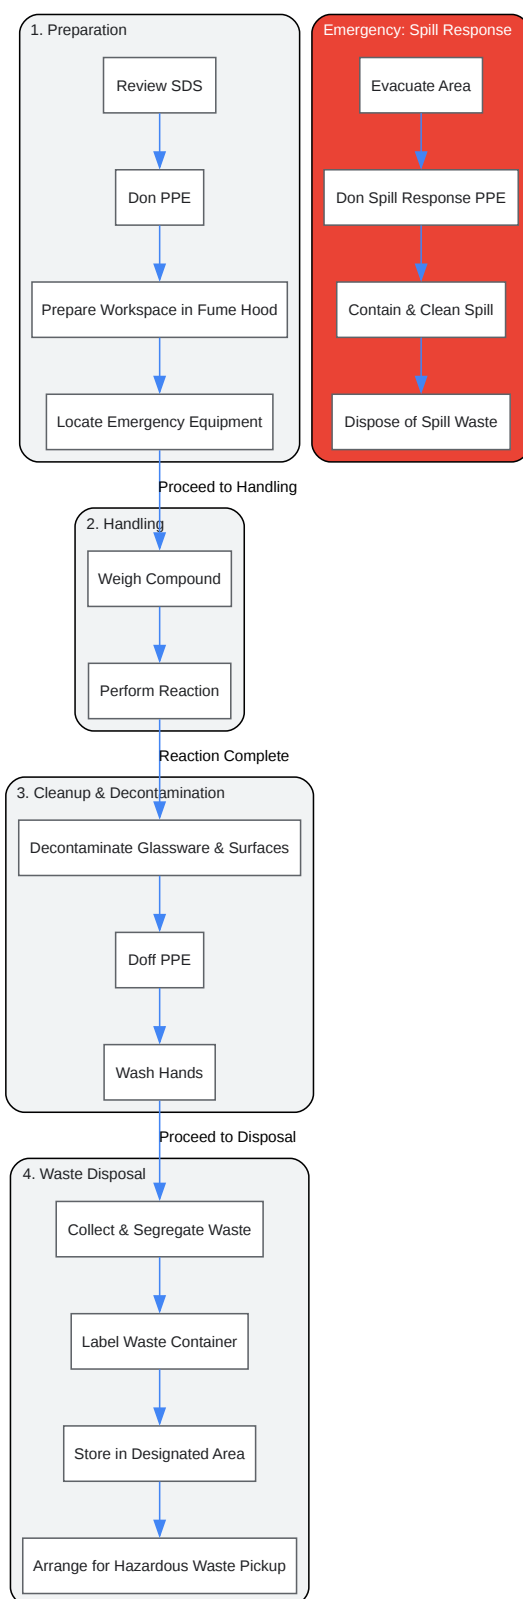 1. Preparation
Review SDS
Don PPE
Prepare Workspace in Fume Hood
Locate Emergency Equipment
Emergency: Spill Response
Evacuate Area
Don Spill Response PPE
Contain & Clean Spill
Dispose of Spill Waste
Proceed to Handling
2. Handling
Weigh Compound
Perform Reaction
Reaction Complete
3. Cleanup & Decontamination
Decontaminate Glassware & Surfaces
Doff PPE
Wash Hands
Proceed to Disposal
4. Waste Disposal
Collect & Segregate Waste
Label Waste Container
Store in Designated Area
Arrange for Hazardous Waste Pickup